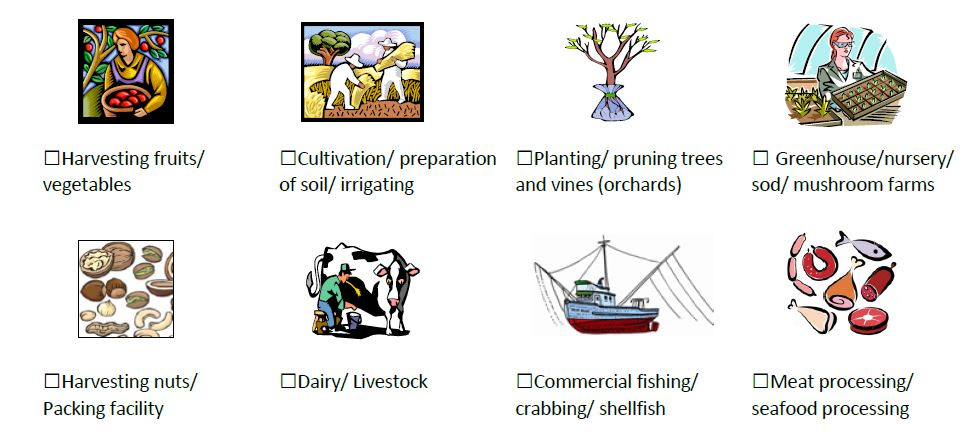 ☐Harvesting fruits/
vegetables
☐Cultivation/ preparation
of soil/ irrigating
☐Planting/ pruning trees
and vines (orchards)
☐ Greenhouse/nursery/
sod/ mushroom farms
☐Harvesting nuts/
Packing facility
☐Dairy/ Livestock
☐Commercial fishing/
crabbing/ shellfish
☐Meat processing/
seafood processing